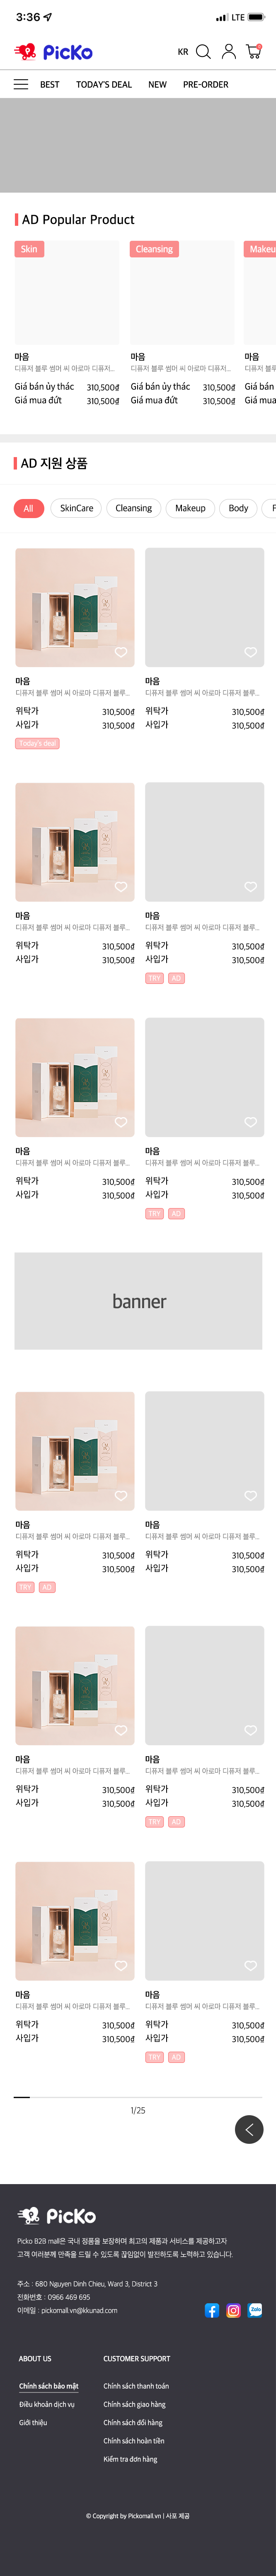 3:36 LTE
PicKo KR
BEST TODAY'S DEAL NEW PRE-ORDER
AD Popular Product
Skin Cleansing Makeu
마음 마음 마음
디퓨저 블루 썸머 씨 아로마 디퓨저... 디퓨저 블루 썸머 씨 아로마 디퓨저... 디퓨저 블루
Giá bán ủy thác 310,500₫ Giá bán ủy thác 310,500₫ Giá bán
Giá mua đứt 310,500₫ Giá mua đứt 310,500₫ Giá mua
AD 지원 상품
All SkinCare Cleansing Makeup Body F
마음 마음
디퓨저 블루 썸머 씨 아로마 디퓨저 블루... 디퓨저 블루 썸머 씨 아로마 디퓨저 블루...
위탁가 310,500₫ 위탁가 310,500₫
사입가 310,500₫ 사입가 310,500₫
Today's deal
마음 마음
디퓨저 블루 썸머 씨 아로마 디퓨저 블루... 디퓨저 블루 썸머 씨 아로마 디퓨저 블루...
위탁가 310,500₫ 위탁가 310,500₫
사입가 310,500₫ 사입가 310,500₫
TRY AD
마음 마음
디퓨저 블루 썸머 씨 아로마 디퓨저 블루... 디퓨저 블루 썸머 씨 아로마 디퓨저 블루...
위탁가 310,500₫ 위탁가 310,500₫
사입가 310,500₫ 사입가 310,500₫
TRY AD
banner
마음 마음
디퓨저 블루 썸머 씨 아로마 디퓨저 블루... 디퓨저 블루 썸머 씨 아로마 디퓨저 블루...
위탁가 310,500₫ 위탁가 310,500₫
사입가 310,500₫ 사입가 310,500₫
TRY AD
마음 마음
디퓨저 블루 썸머 씨 아로마 디퓨저 블루... 디퓨저 블루 썸머 씨 아로마 디퓨저 블루...
위탁가 310,500₫ 위탁가 310,500₫
사입가 310,500₫ 사입가 310,500₫
TRY AD
마음 마음
디퓨저 블루 썸머 씨 아로마 디퓨저 블루... 디퓨저 블루 썸머 씨 아로마 디퓨저 블루...
위탁가 310,500₫ 위탁가 310,500₫
사입가 310,500₫ 사입가 310,500₫
TRY AD
1/25
PicKo
Picko B2B mall은 국내 정품을 보장하며 최고의 제품과 서비스를 제공하고자
고객 여러분께 만족을 드릴 수 있도록 끊임없이 발전하도록 노력하고 있습니다.
주소 : 680 Nguyen Dinh Chieu, Ward 3, District 3
전화번호 : 0966 469 695
이메일 : pickomall.vn@kkunad.com
Zalo
ABOUT US CUSTOMER SUPPORT
Chính sách bảo mật Chính sách thanh toán
Điều khoản dịch vụ Chính sách giao hàng
Giới thiệu Chính sách đổi hàng
Chính sách hoàn tiền
Kiểm tra đơn hàng
© Copyright by Pickomall.vn | 사포 제공